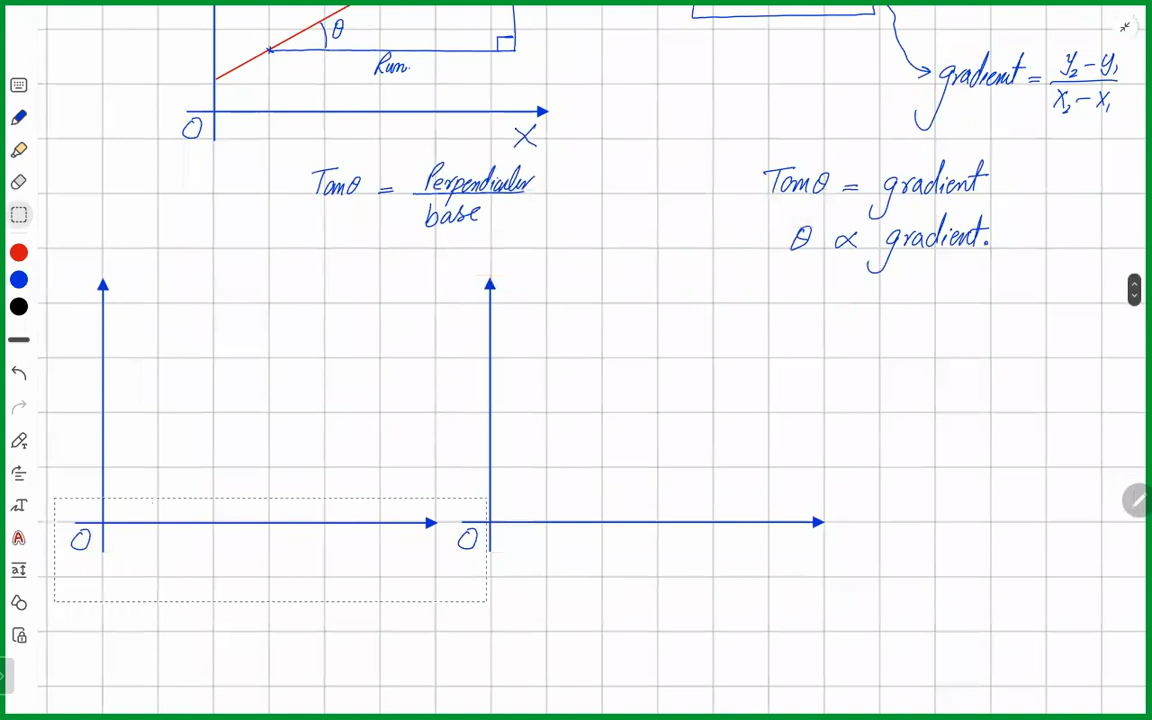 θ
Run.
gradient = y₂ - y₁ / x₂ - x₁
O
X
Tanθ = Perpendicular / base
Tanθ = gradient
θ ∝ gradient.
O
O